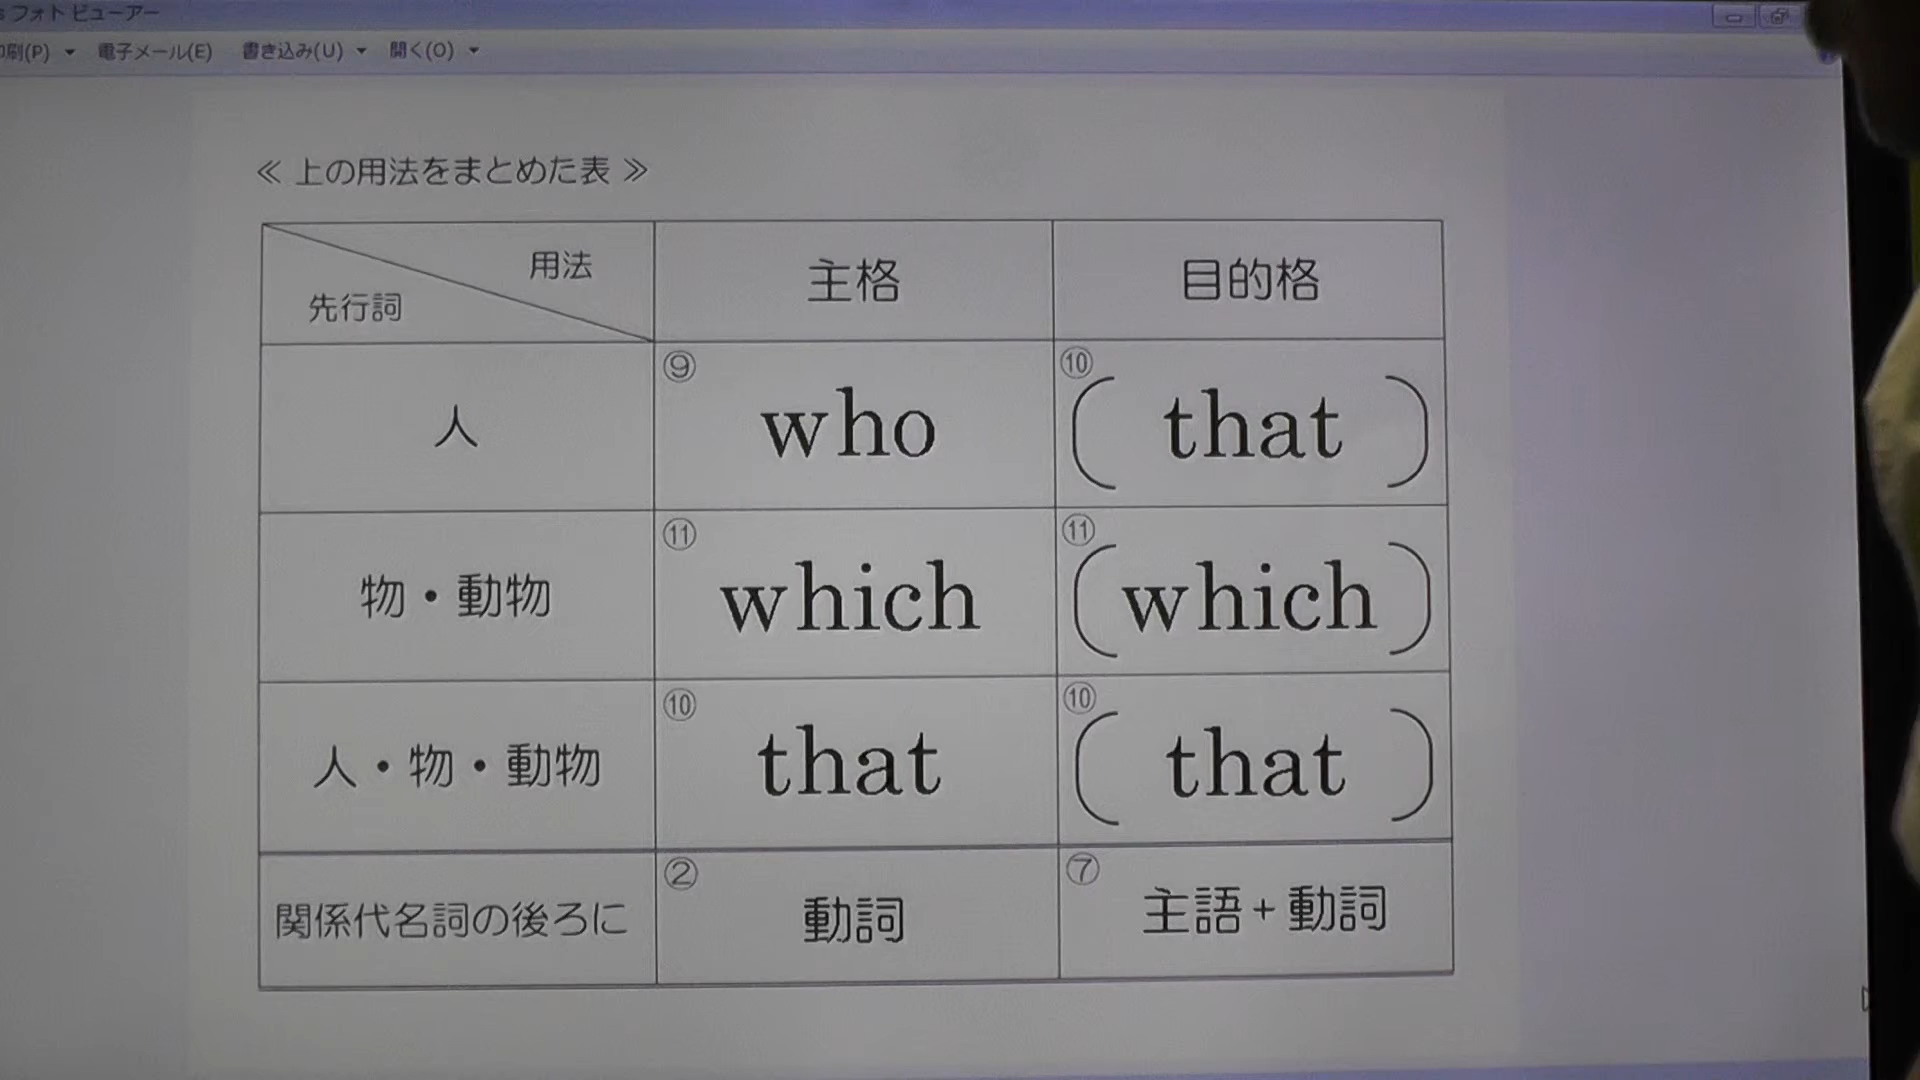 フォト ビューアー
刷(P) 電子メール(E) 書き込み(U) 開く(O)
≪ 上の用法をまとめた表 ≫
用法 主格 目的格
先行詞
人 ⑨ who ⑩ ( that )
物・動物 ⑪ which ⑪ ( which )
人・物・動物 ⑩ that ⑩ ( that )
関係代名詞の後ろに ② 動詞 ⑦ 主語+動詞